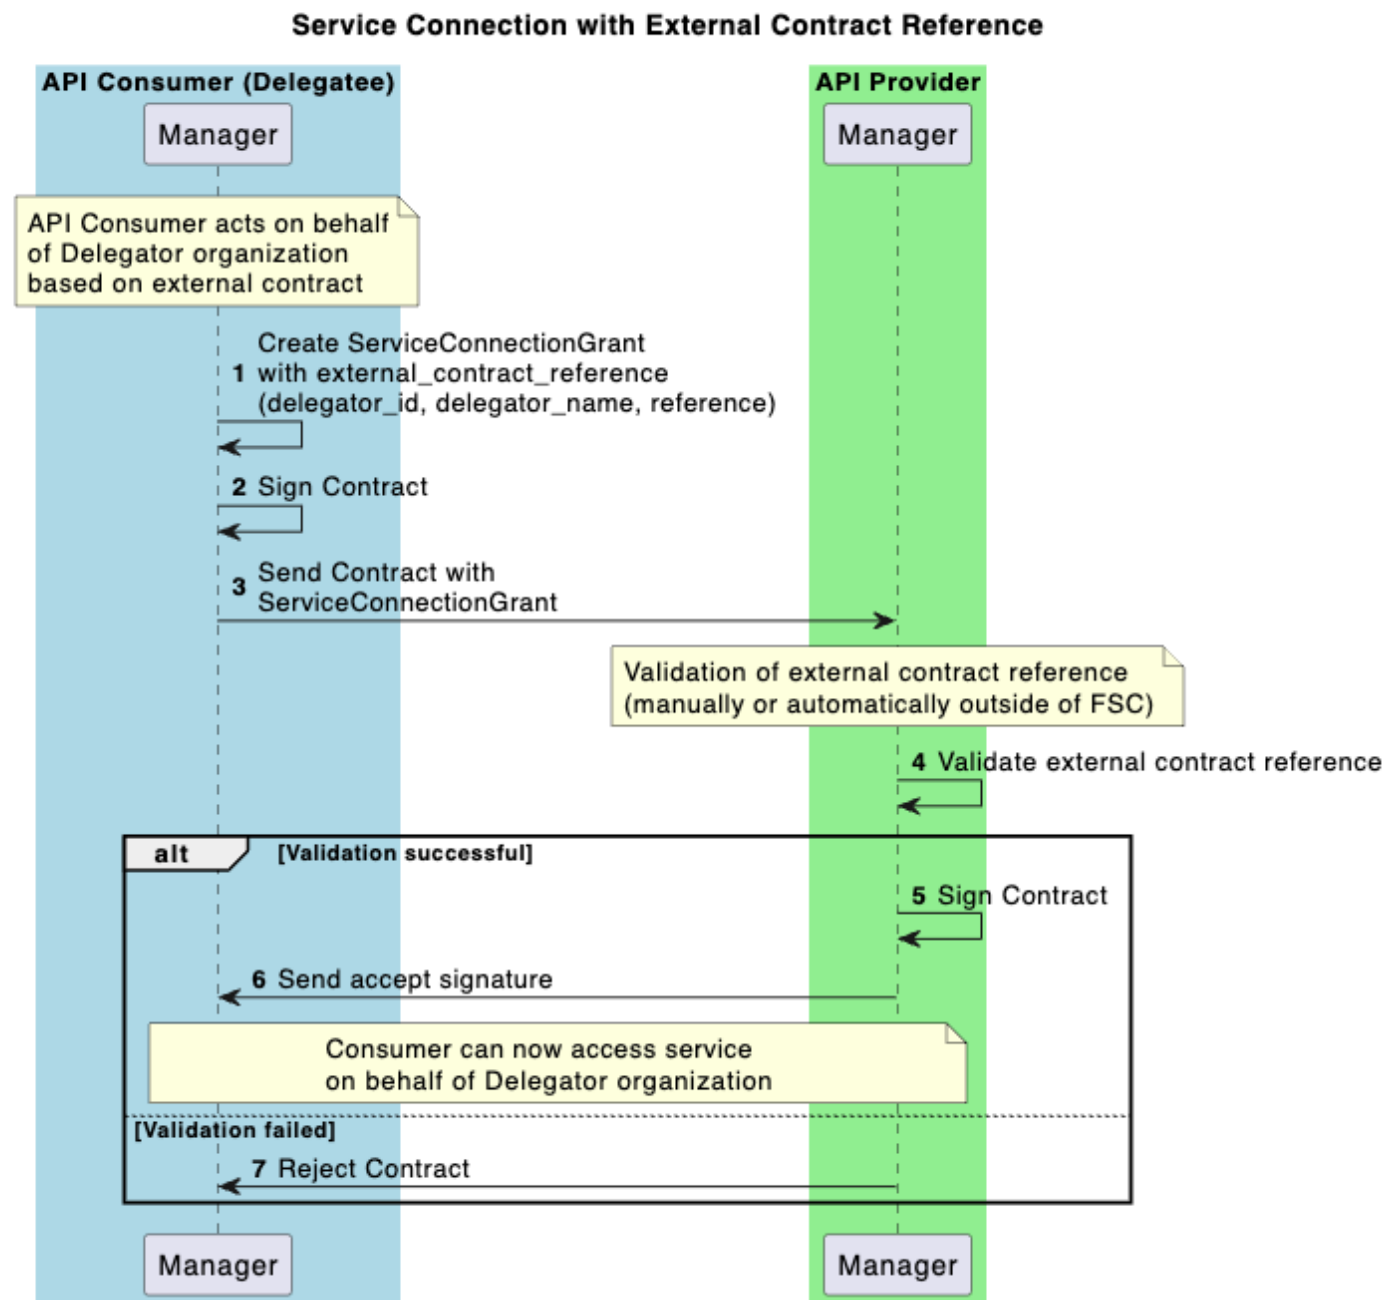 Service Connection with External Contract Reference
API Consumer (Delegatee)
API Provider
Manager
Manager
API Consumer acts on behalf
of Delegator organization
based on external contract
Create ServiceConnectionGrant
1 with external_contract_reference
(delegator_id, delegator_name, reference)
2 Sign Contract
3 Send Contract with
ServiceConnectionGrant
Validation of external contract reference
(manually or automatically outside of FSC)
4 Validate external contract reference
alt [Validation successful]
5 Sign Contract
6 Send accept signature
Consumer can now access service
on behalf of Delegator organization
[Validation failed]
7 Reject Contract
Manager
Manager